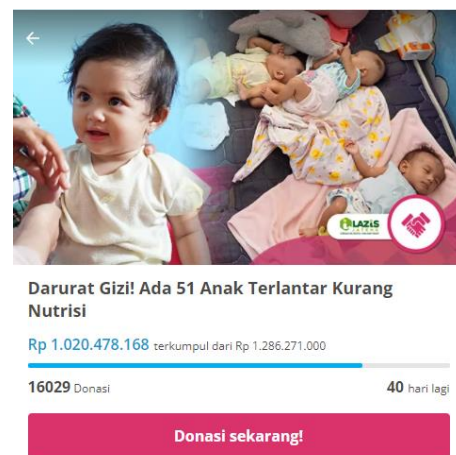 LAZIS
JATENG
Darurat Gizi! Ada 51 Anak Terlantar Kurang
Nutrisi
Rp 1.020.478.168 terkumpul dari Rp 1.286.271.000
16029 Donasi 40 hari lagi
Donasi sekarang!